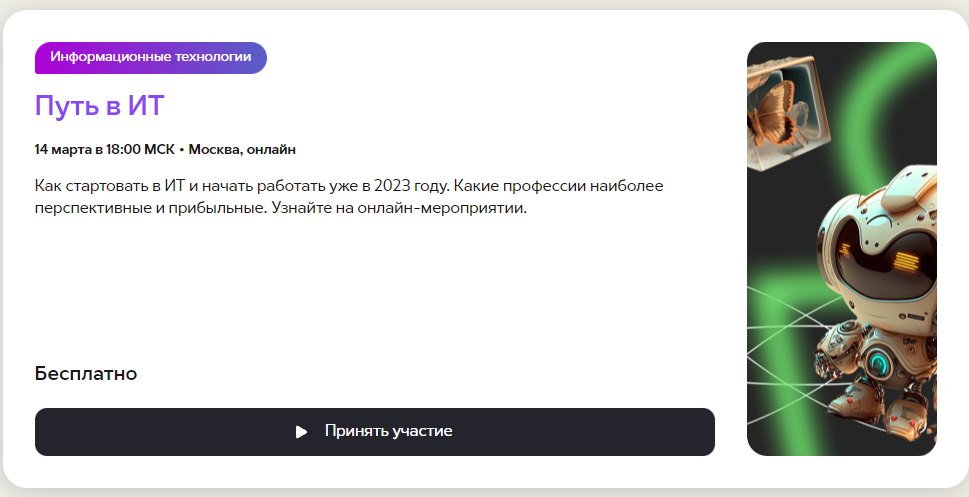 Информационные технологии
Путь в ИТ
14 марта в 18:00 МСК • Москва, онлайн
Как стартовать в ИТ и начать работать уже в 2023 году. Какие профессии наиболее
перспективные и прибыльные. Узнайте на онлайн-мероприятии.
Бесплатно
Принять участие